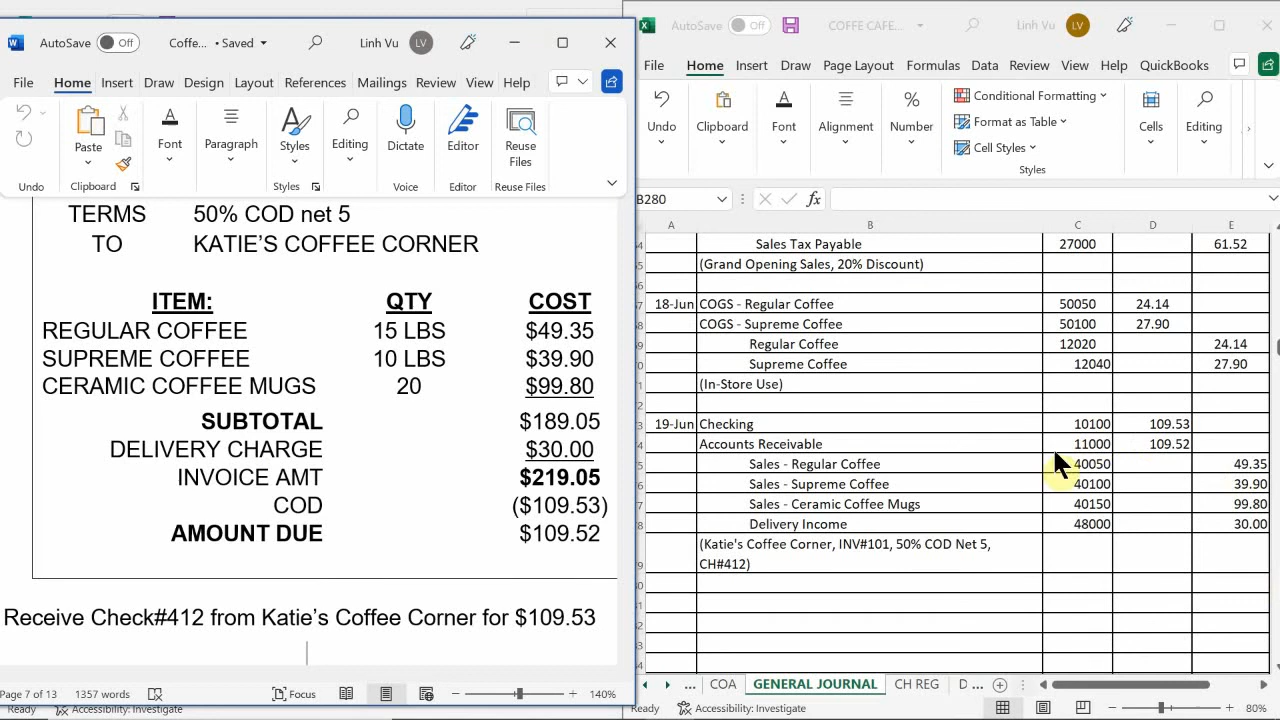 AutoSave Off Coffe... • Saved Linh Vu LV
File Home Insert Draw Design Layout References Mailings Review View Help
Undo Paste Clipboard Font Paragraph Styles Styles Editing Dictate Voice Editor Editor Reuse Files Reuse Files
TERMS 50% COD net 5
TO KATIE'S COFFEE CORNER
ITEM: QTY COST
REGULAR COFFEE 15 LBS $49.35
SUPREME COFFEE 10 LBS $39.90
CERAMIC COFFEE MUGS 20 $99.80
SUBTOTAL $189.05
DELIVERY CHARGE $30.00
INVOICE AMT $219.05
COD ($109.53)
AMOUNT DUE $109.52
Receive Check#412 from Katie's Coffee Corner for $109.53
Page 7 of 13 1357 words Focus 140%
Ready Accessibility: Investigate
AutoSave Off COFFE CAFE... Linh Vu LV
File Home Insert Draw Page Layout Formulas Data Review View Help QuickBooks
Undo Clipboard Font Alignment Number Conditional Formatting Format as Table Cell Styles Styles Cells Editing
B280 fx
A B C D E
Sales Tax Payable 27000 61.52
(Grand Opening Sales, 20% Discount)
18-Jun COGS - Regular Coffee 50050 24.14
COGS - Supreme Coffee 50100 27.90
Regular Coffee 12020 24.14
Supreme Coffee 12040 27.90
(In-Store Use)
19-Jun Checking 10100 109.53
Accounts Receivable 11000 109.52
Sales - Regular Coffee 40050 49.35
Sales - Supreme Coffee 40100 39.90
Sales - Ceramic Coffee Mugs 40150 99.80
Delivery Income 48000 30.00
(Katie's Coffee Corner, INV#101, 50% COD Net 5,
CH#412)
... COA GENERAL JOURNAL CH REG D ...
Ready Accessibility: Investigate 80%